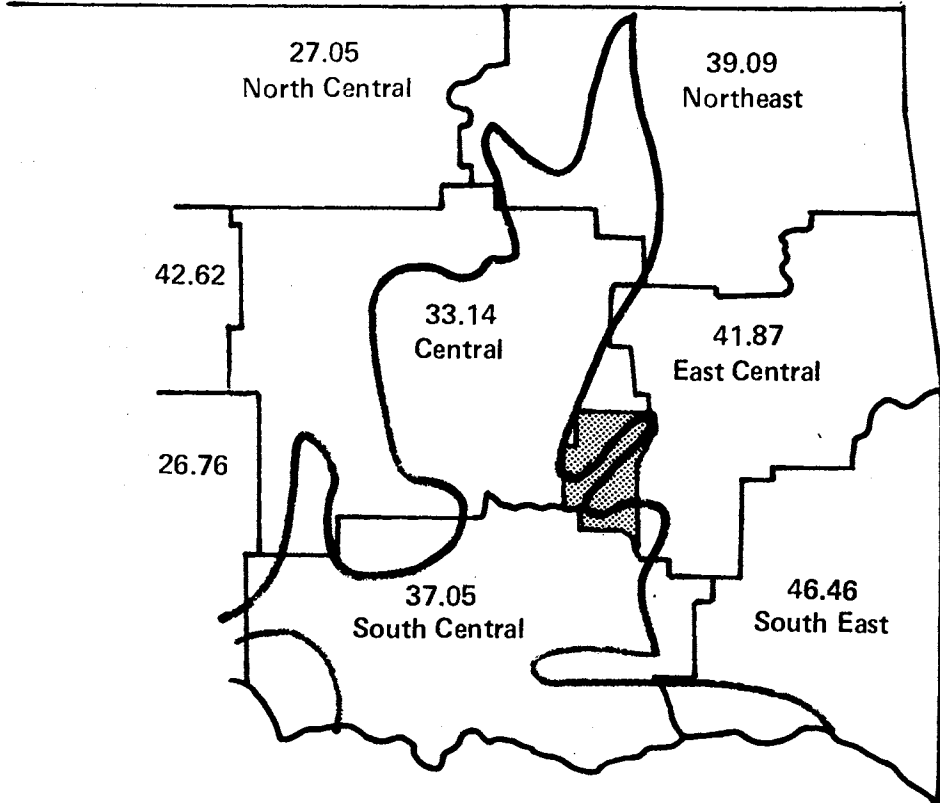 27.05
North Central
39.09
Northeast
42.62
33.14
Central
41.87
East Central
26.76
37.05
South Central
46.46
South East